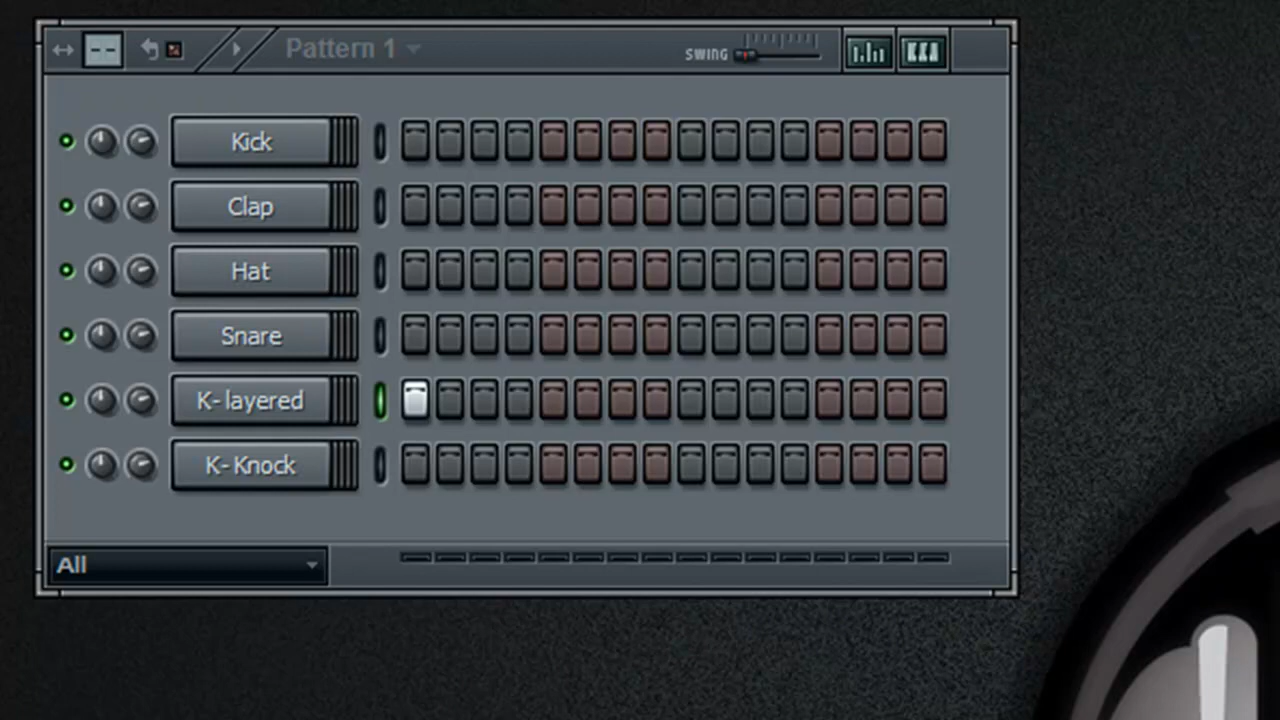 Pattern 1
SWING
Kick
Clap
Hat
Snare
K- layered
K- Knock
All